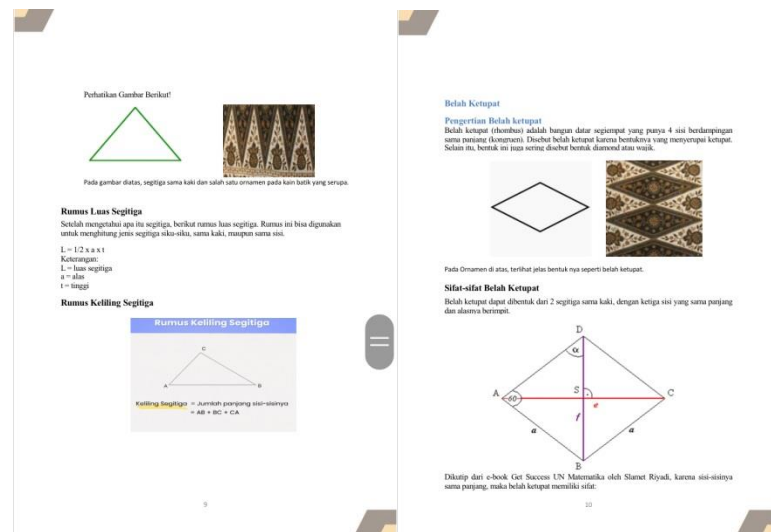 Perhatikan Gambar Berikut!
Pada gambar diatas, segitiga sama kaki dan salah satu ornamen pada kain batik yang serupa.
Rumus Luas Segitiga
Setelah mengetahui apa itu segitiga, berikut rumus luas segitiga. Rumus ini bisa digunakan
untuk menghitung jenis segitiga siku-siku, sama kaki, maupun sama sisi.
L = 1/2 x a x t
Keterangan:
L = luas segitiga
a = alas
t = tinggi
Rumus Keliling Segitiga
Rumus Keliling Segitiga
C
A
B
Keliling Segitiga = Jumlah panjang sisi-sisinya
= AB + BC + CA
9
Belah Ketupat
Pengertian Belah ketupat
Belah ketupat (rhombus) adalah bangun datar segiempat yang punya 4 sisi berdampingan
sama panjang (kongruen). Disebut belah ketupat karena bentuknya yang menyerupai ketupat.
Selain itu, bentuk ini juga sering disebut bentuk diamond atau wajik.
Pada Ornamen di atas, terlihat jelas bentuk nya seperti belah ketupat.
Sifat-sifat Belah Ketupat
Belah ketupat dapat dibentuk dari 2 segitiga sama kaki, dengan ketiga sisi yang sama panjang
dan alasnya berimpit.
D
α
A
60
S
e
C
f
a
a
B
Dikutip dari e-book Get Success UN Matematika oleh Slamet Riyadi, karena sisi-sisinya
sama panjang, maka belah ketupat memiliki sifat:
10